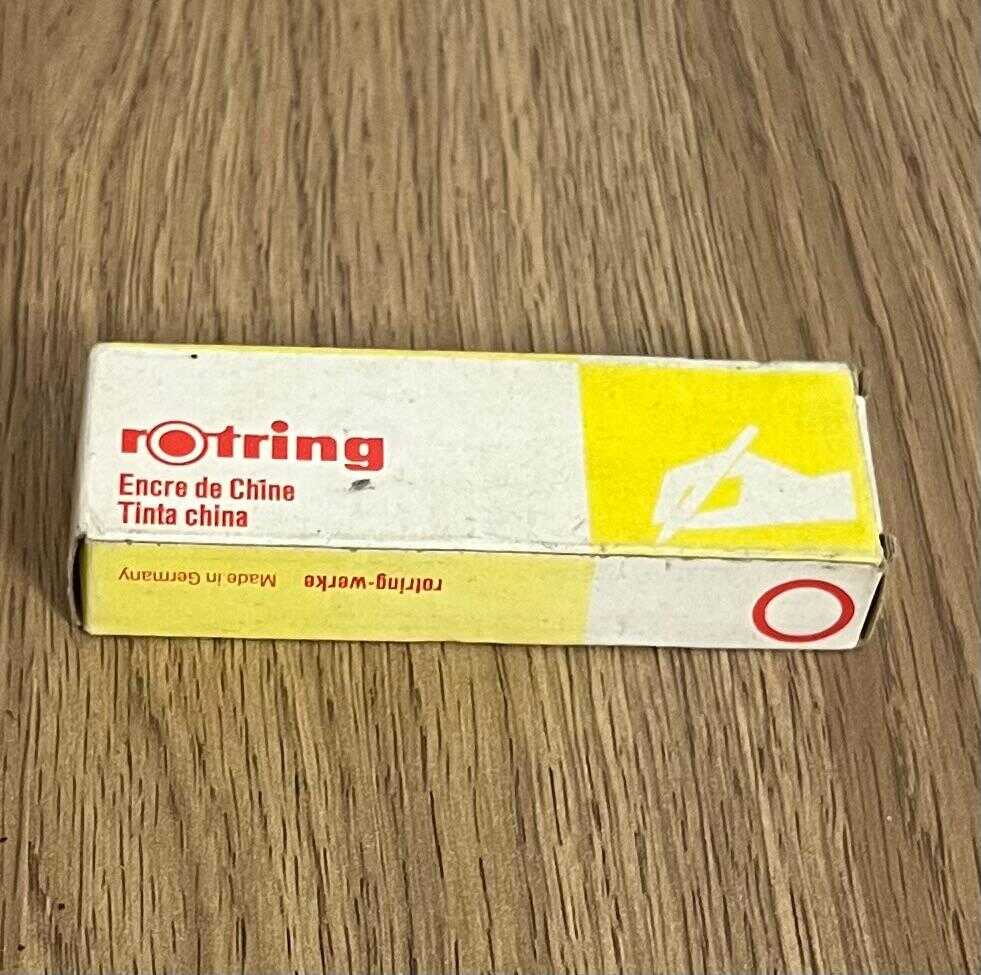 rotring
Encre de Chine
Tinta china
rotring-werke Made in Germany